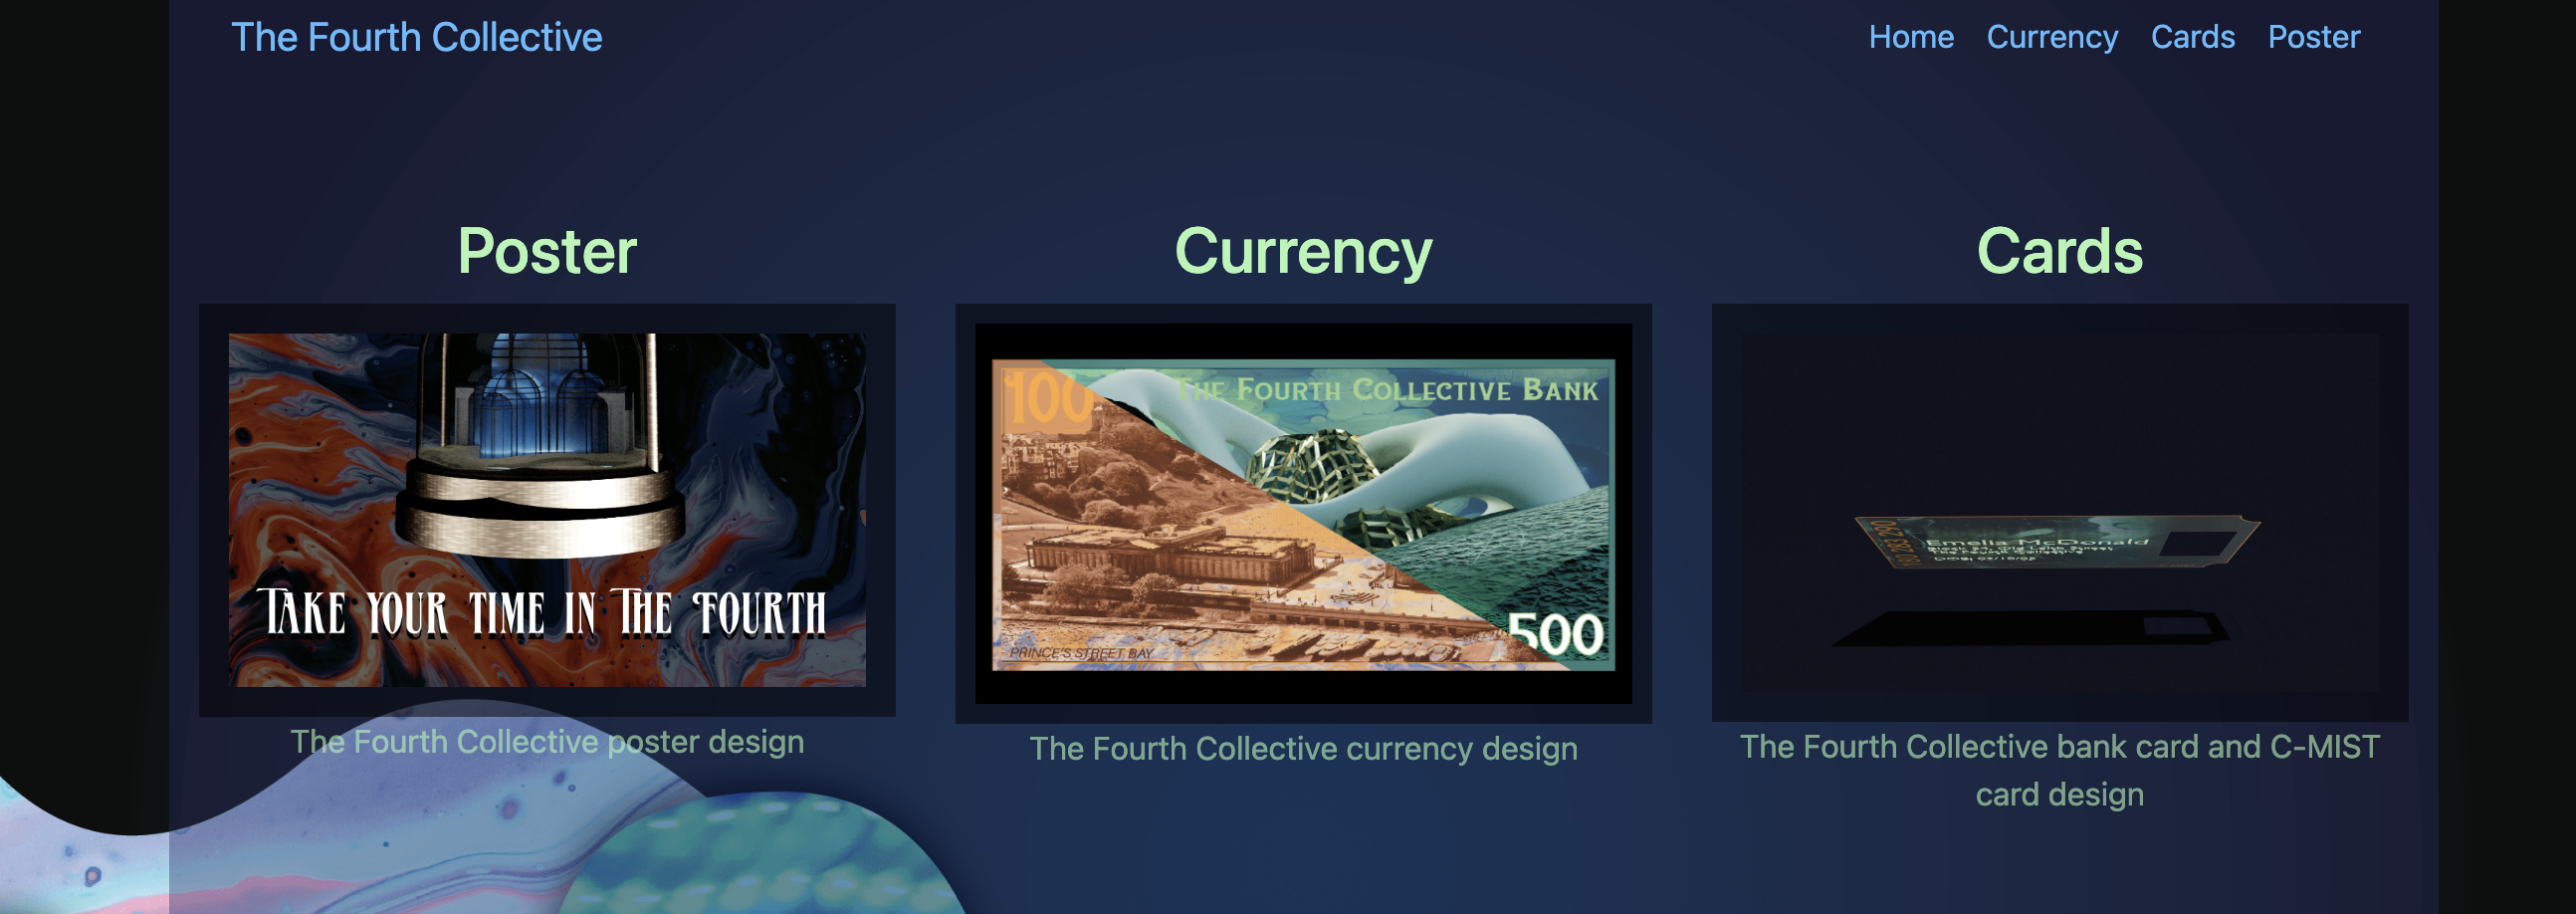 The Fourth Collective
Home Currency Cards Poster
Poster
Currency
Cards
TAKE YOUR TIME IN THE FOURTH
100
THE FOURTH COLLECTIVE BANK
PRINCE'S STREET BAY
500
Emelia McDonald
The Fourth Collective poster design
The Fourth Collective currency design
The Fourth Collective bank card and C-MIST
card design